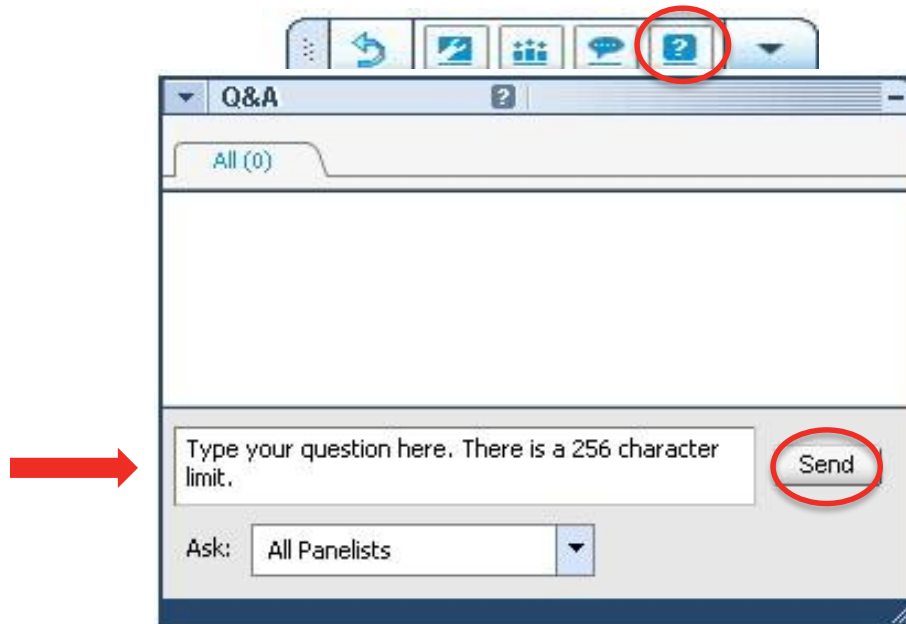 ?
Q&A ?
All (0)
Type your question here. There is a 256 character
limit.
Send
Ask: All Panelists